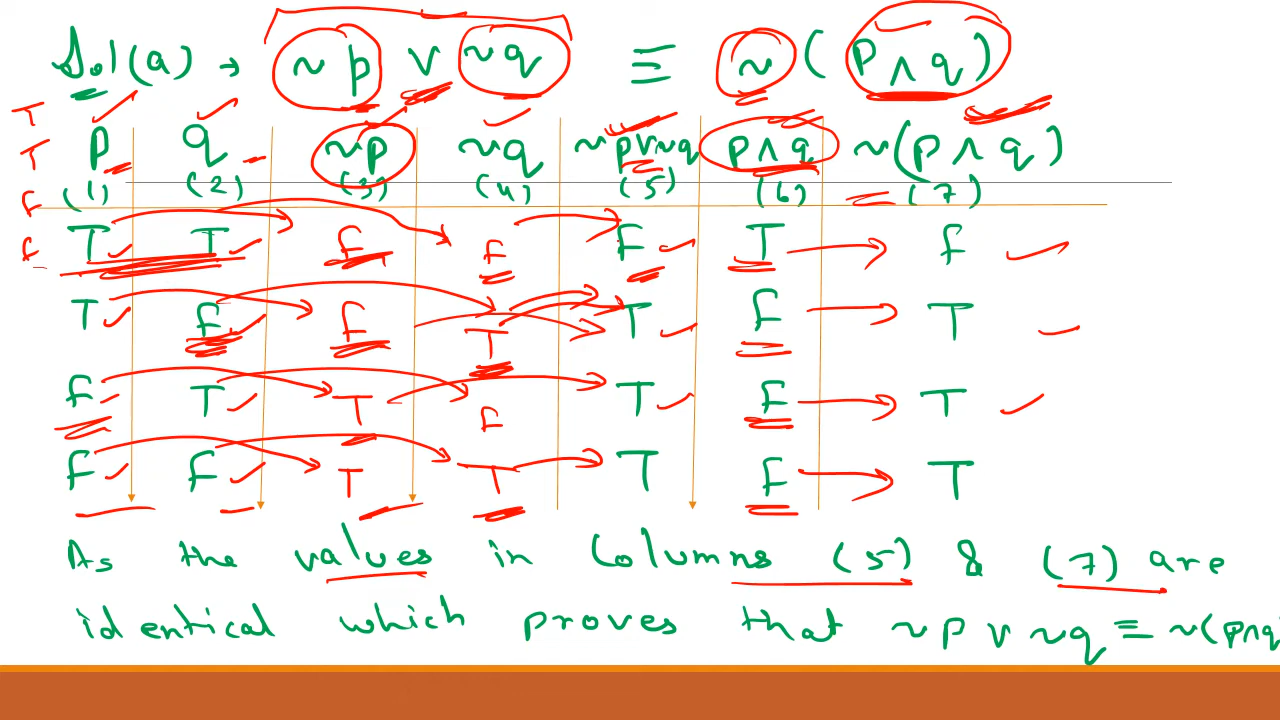 Sol(a) → ~p ∨ ~q ≡ ~(p ∧ q)
T
T p q ~p ~q ~p∨~q p∧q ~(p ∧ q)
F (1) (2) (3) (4) (5) (6) (7)
F T T F F F T F
T F F T T F T
F T T F T F T
F F T T T F T
As the values in Columns (5) & (7) are
identical which proves that ~p ∨ ~q ≡ ~(p∧q